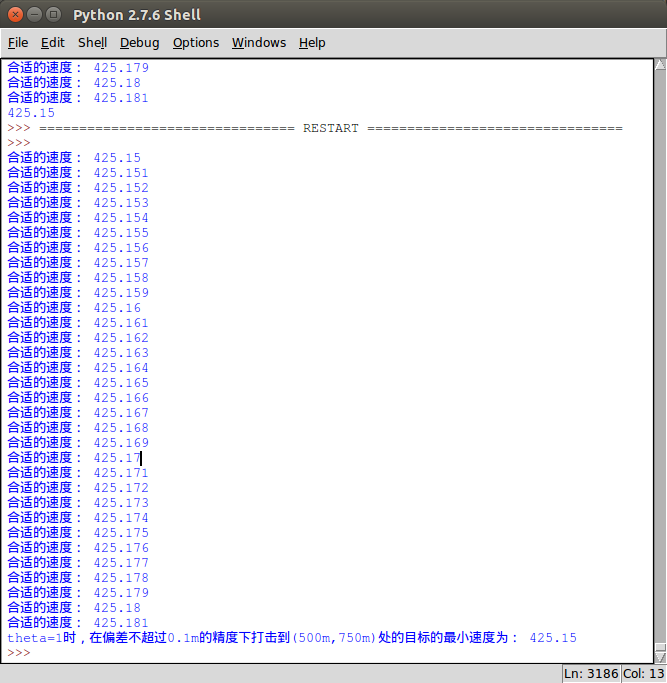 Python 2.7.6 Shell
File Edit Shell Debug Options Windows Help
合适的速度： 425.179
合适的速度： 425.18
合适的速度： 425.181
425.15
>>> ================================ RESTART ================================
>>>
合适的速度： 425.15
合适的速度： 425.151
合适的速度： 425.152
合适的速度： 425.153
合适的速度： 425.154
合适的速度： 425.155
合适的速度： 425.156
合适的速度： 425.157
合适的速度： 425.158
合适的速度： 425.159
合适的速度： 425.16
合适的速度： 425.161
合适的速度： 425.162
合适的速度： 425.163
合适的速度： 425.164
合适的速度： 425.165
合适的速度： 425.166
合适的速度： 425.167
合适的速度： 425.168
合适的速度： 425.169
合适的速度： 425.17
合适的速度： 425.171
合适的速度： 425.172
合适的速度： 425.173
合适的速度： 425.174
合适的速度： 425.175
合适的速度： 425.176
合适的速度： 425.177
合适的速度： 425.178
合适的速度： 425.179
合适的速度： 425.18
合适的速度： 425.181
theta=1时，在偏差不超过0.1m的精度下打击到(500m,750m)处的目标的最小速度为： 425.15
>>>
Ln: 3186 Col: 13